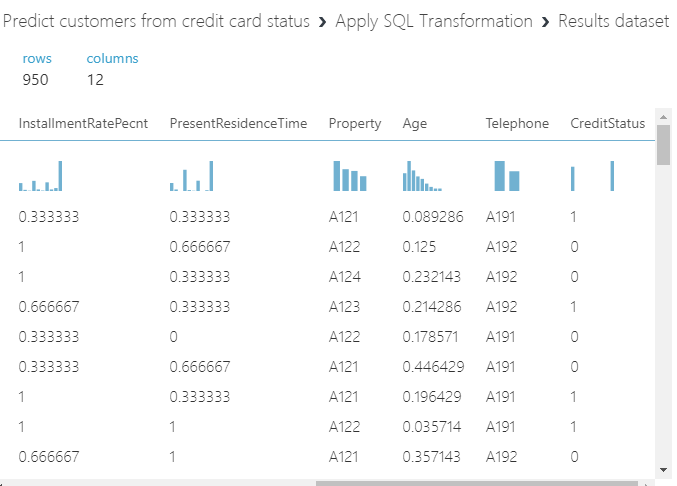 Predict customers from credit card status › Apply SQL Transformation › Results dataset
rows columns
950 12
InstallmentRatePecnt PresentResidenceTime Property Age Telephone CreditStatus
0.333333 0.333333 A121 0.089286 A191 1
1 0.666667 A122 0.125 A192 0
1 0.333333 A124 0.232143 A192 0
0.666667 0.333333 A123 0.214286 A192 1
0.333333 0 A122 0.178571 A191 0
0.333333 0.666667 A121 0.446429 A191 0
1 0.333333 A121 0.196429 A191 1
1 1 A122 0.035714 A191 1
0.666667 1 A121 0.357143 A192 0